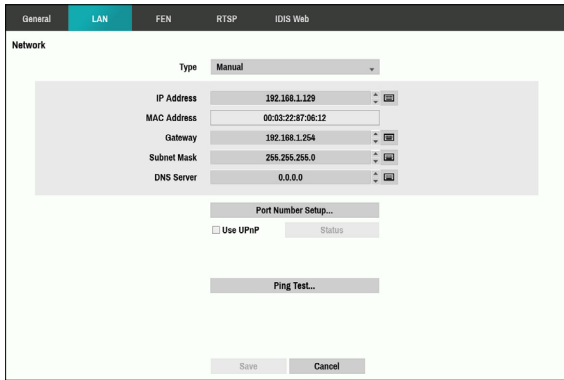 General LAN FEN RTSP IDIS Web
Network
Type Manual
IP Address 192.168.1.129
MAC Address 00:03:22:87:06:12
Gateway 192.168.1.254
Subnet Mask 255.255.255.0
DNS Server 0.0.0.0
Port Number Setup...
Use UPnP Status
Ping Test...
Save Cancel